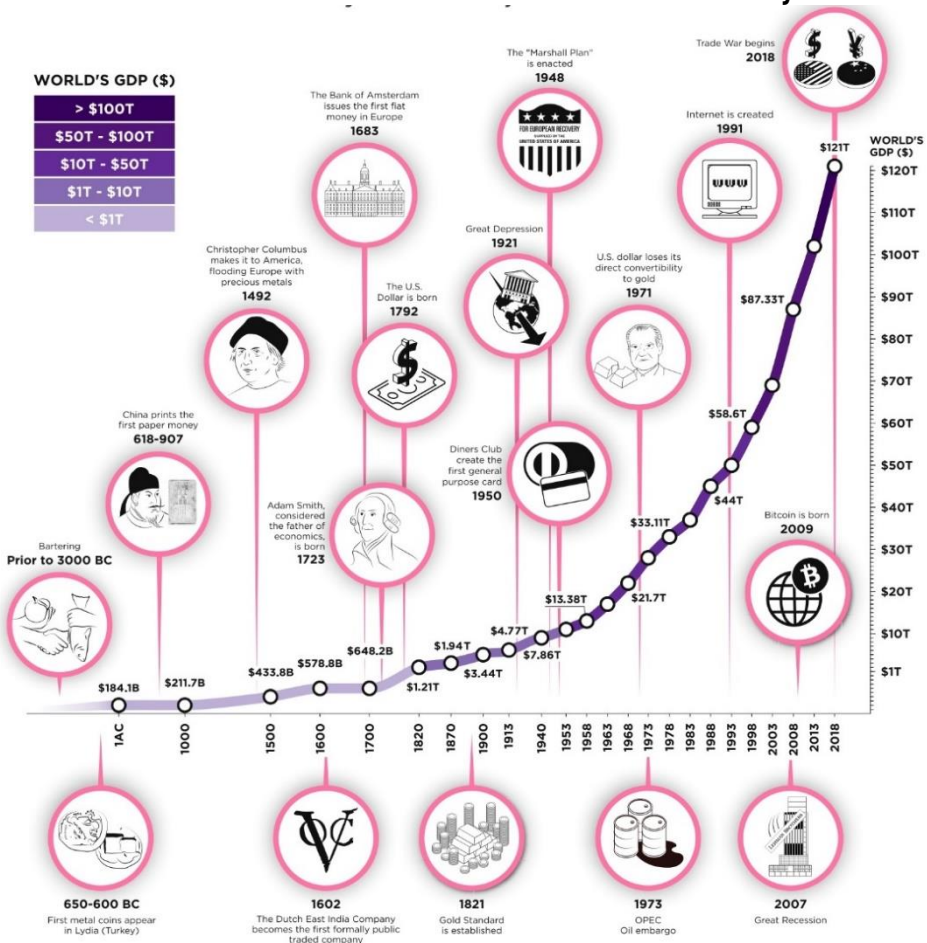 Trade War begins
2018
$
¥
The "Marshall Plan"
is enacted
1948
FOR EUROPEAN RECOVERY
SUPPLIED BY THE
UNITED STATES OF AMERICA
WORLD'S GDP ($)
> $100T
$50T - $100T
$10T - $50T
$1T - $10T
< $1T
The Bank of Amsterdam
issues the first fiat
money in Europe
1683
Internet is created
1991
WWW
Christopher Columbus
makes it to America,
flooding Europe with
precious metals
1492
The U.S.
Dollar is born
1792
$
Great Depression
1921
U.S. dollar loses its
direct convertibility
to gold
1971
China prints the
first paper money
618-907
Adam Smith,
considered
the father of
economics,
is born
1723
Diners Club
create the
first general
purpose card
1950
Bitcoin is born
2009
Bartering
Prior to 3000 BC
WORLD'S
GDP ($)
$120T
$110T
$100T
$90T
$80T
$70T
$60T
$50T
$40T
$30T
$20T
$10T
$1T
$184.1B
$211.7B
$433.8B
$578.8B
$648.2B
$1.21T
$1.94T
$3.44T
$4.77T
$7.86T
$13.38T
$21.7T
$33.11T
$44T
$58.6T
$87.33T
$121T
1AC
1000
1500
1600
1700
1820
1870
1900
1913
1940
1953
1958
1963
1968
1973
1978
1983
1988
1993
1998
2003
2008
2013
2018
650-600 BC
First metal coins appear
in Lydia (Turkey)
VOC
1602
The Dutch East India Company
becomes the first formally public
traded company
1821
Gold Standard
is established
1973
OPEC
Oil embargo
2007
Great Recession